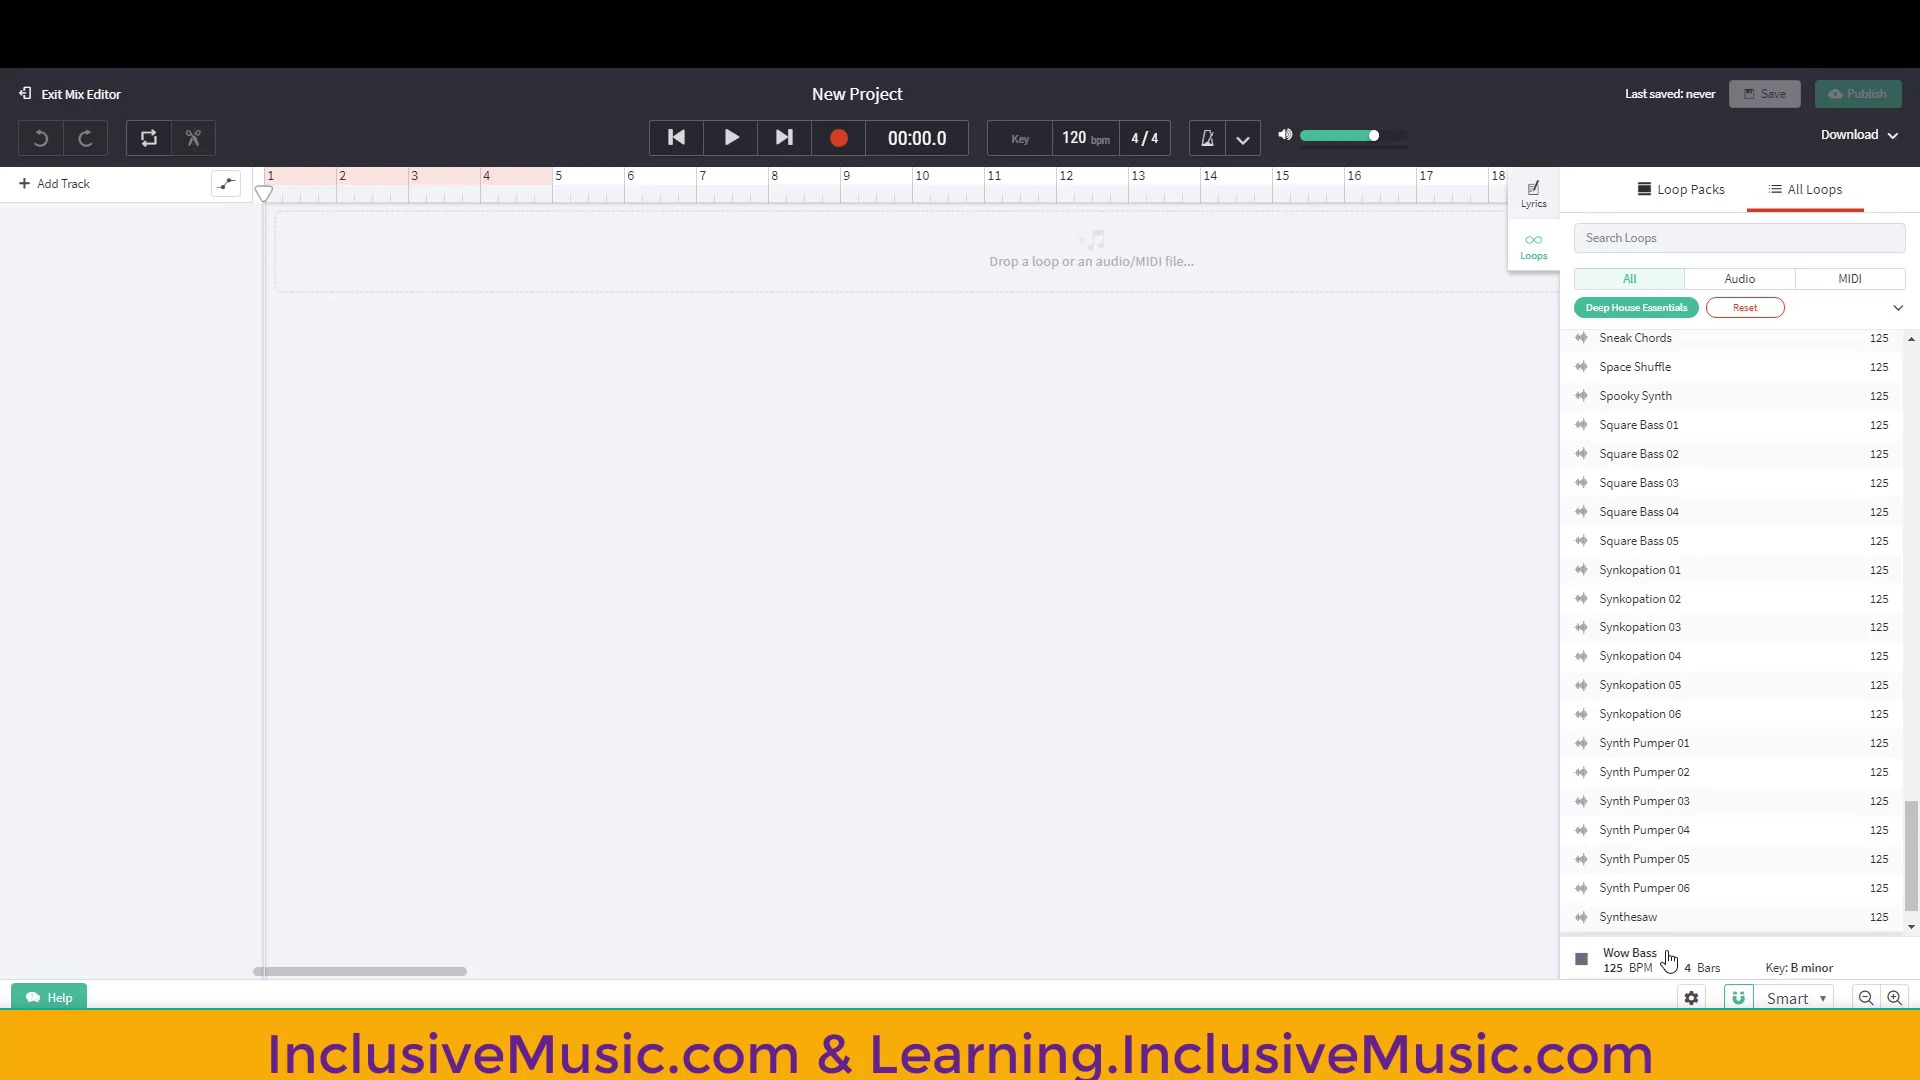 Exit Mix Editor
New Project
Last saved: never
Save
Publish
00:00.0
Key
120 bpm
4 / 4
Download
Add Track
1 2 3 4 5 6 7 8 9 10 11 12 13 14 15 16 17 18
Lyrics
Loops
Drop a loop or an audio/MIDI file...
Loop Packs
All Loops
Search Loops
All
Audio
MIDI
Deep House Essentials
Reset
Sneak Chords 125
Space Shuffle 125
Spooky Synth 125
Square Bass 01 125
Square Bass 02 125
Square Bass 03 125
Square Bass 04 125
Square Bass 05 125
Synkopation 01 125
Synkopation 02 125
Synkopation 03 125
Synkopation 04 125
Synkopation 05 125
Synkopation 06 125
Synth Pumper 01 125
Synth Pumper 02 125
Synth Pumper 03 125
Synth Pumper 04 125
Synth Pumper 05 125
Synth Pumper 06 125
Synthesaw 125
Wow Bass
125 BPM 4 Bars Key: B minor
Help
Smart
InclusiveMusic.com & Learning.InclusiveMusic.com